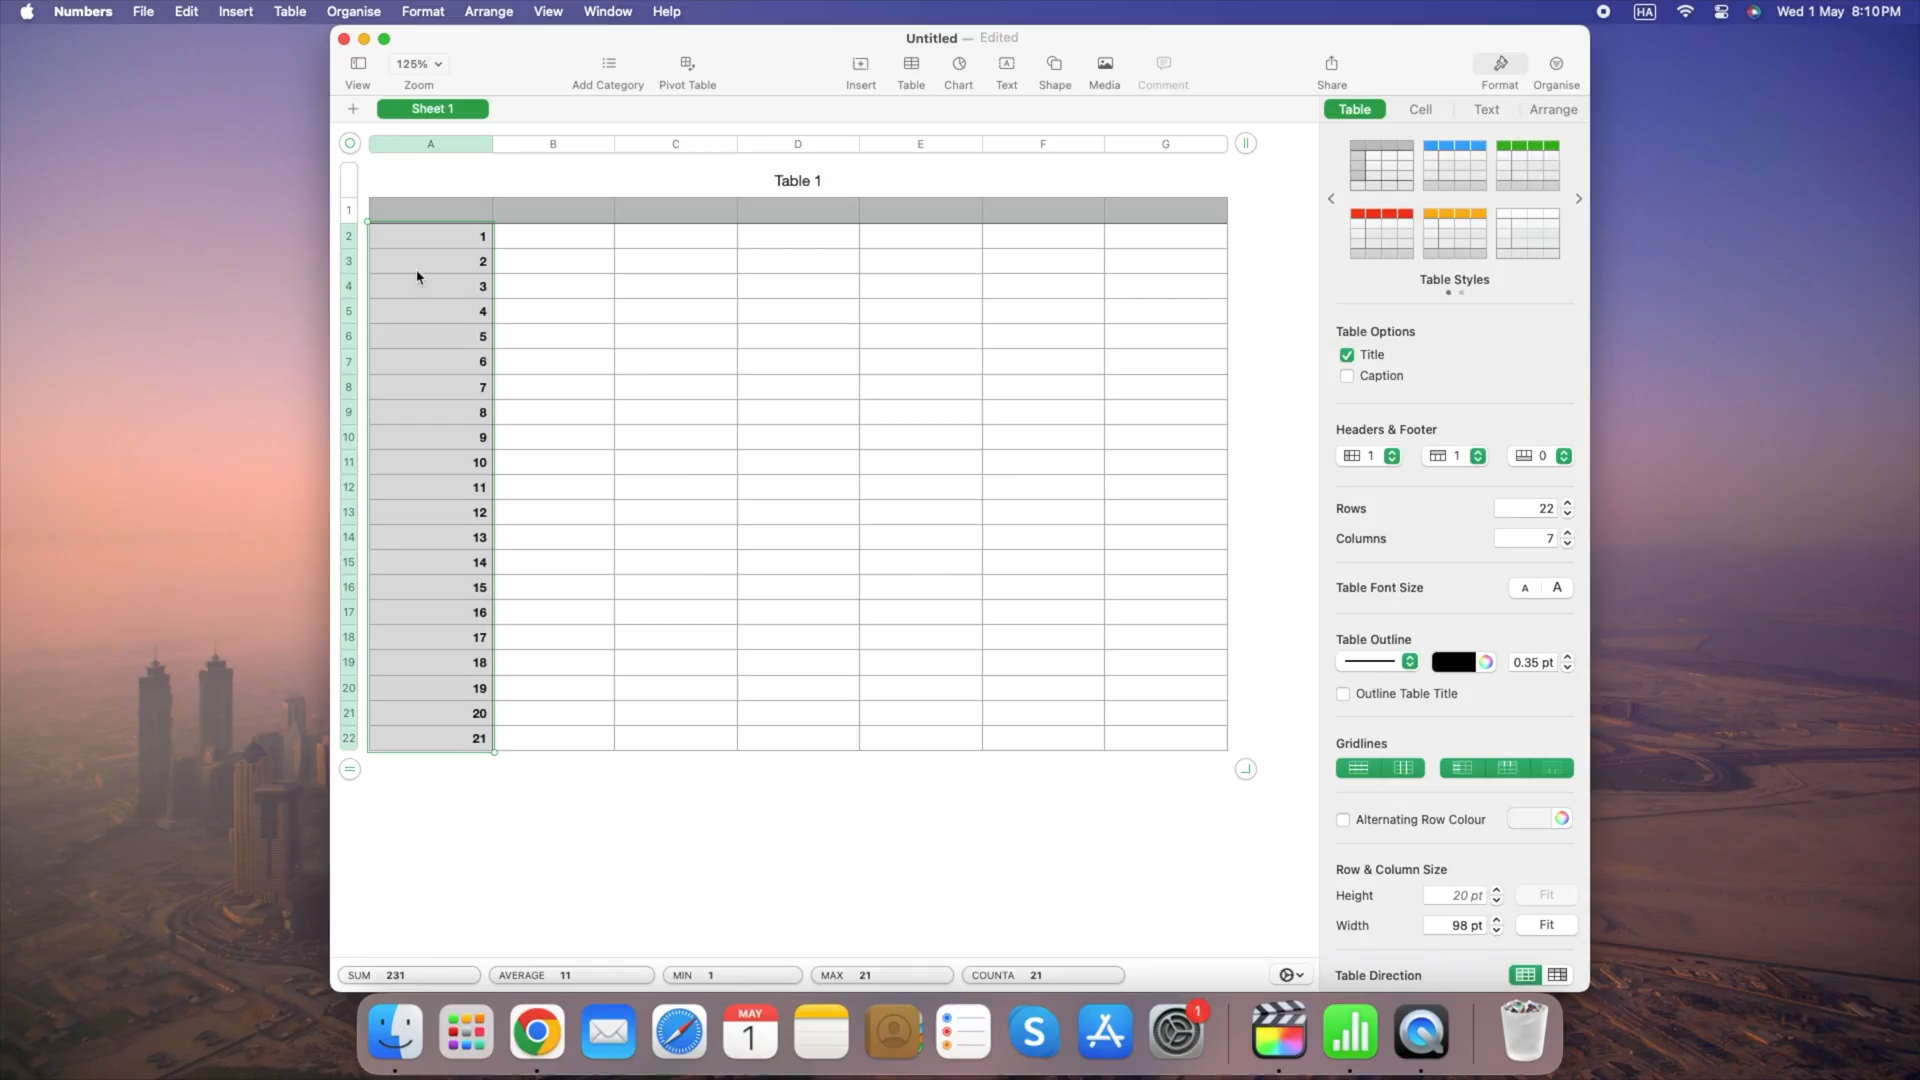 Numbers File Edit Insert Table Organise Format Arrange View Window Help HA Wed 1 May 8:10 PM
Untitled — Edited
125%
View Zoom Add Category Pivot Table Insert Table Chart Text Shape Media Comment Share Format Organise
Sheet 1
Table Cell Text Arrange
A B C D E F G
Table 1
1
2 1
3 2
4 3
5 4
6 5
7 6
8 7
9 8
10 9
11 10
12 11
13 12
14 13
15 14
16 15
17 16
18 17
19 18
20 19
21 20
22 21
Table Styles
Table Options
Title
Caption
Headers & Footer
1 1 0
Rows 22
Columns 7
Table Font Size A A
Table Outline
0.35 pt
Outline Table Title
Gridlines
Alternating Row Colour
Row & Column Size
Height 20 pt Fit
Width 98 pt Fit
Table Direction
SUM 231 AVERAGE 11 MIN 1 MAX 21 COUNTA 21
MAY
1
S
1